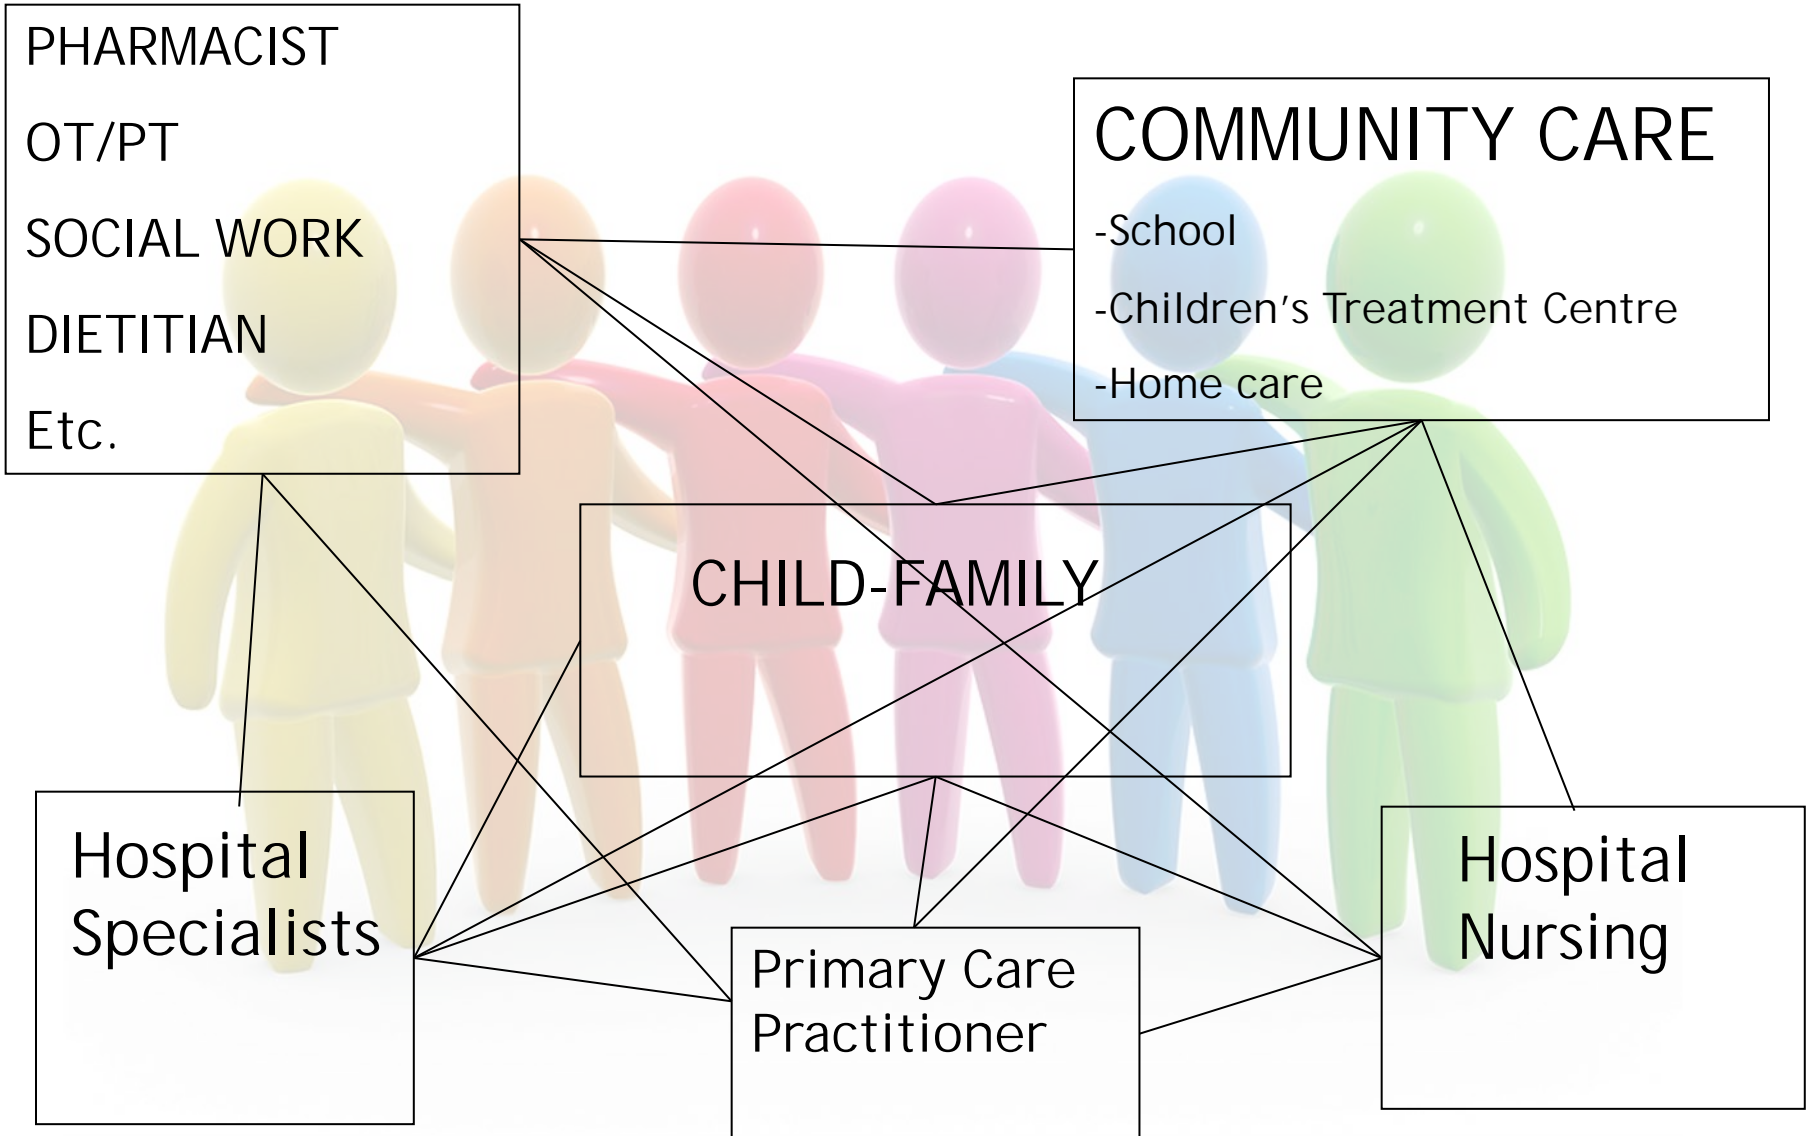 PHARMACIST
OT/PT
SOCIAL WORK
DIETITIAN
Etc.
COMMUNITY CARE
-School
-Children's Treatment Centre
-Home care
CHILD-FAMILY
Hospital
Specialists
Primary Care
Practitioner
Hospital
Nursing